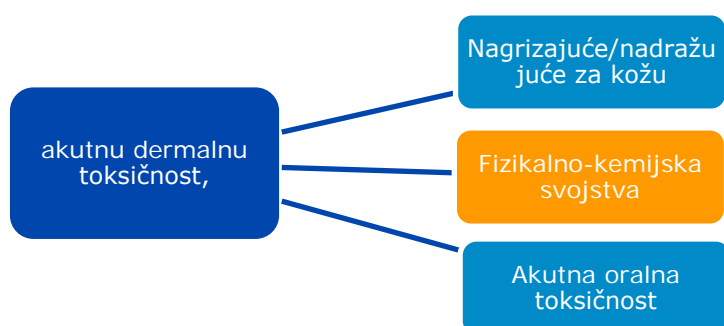 Nagrizajuće/nadražu
juće za kožu
akutnu dermalnu
toksičnost,
Fizikalno-kemijska
svojstva
Akutna oralna
toksičnost